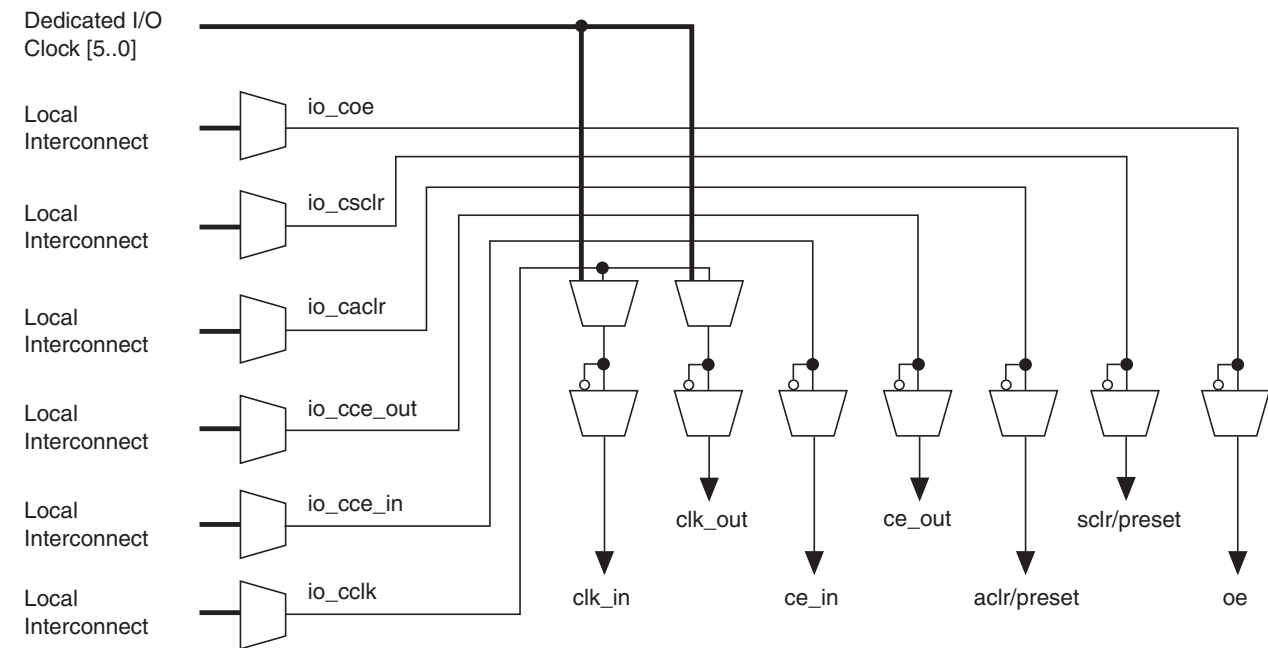 Dedicated I/O
Clock [5..0]
Local
Interconnect
io_coe
Local
Interconnect
io_csclr
Local
Interconnect
io_caclr
Local
Interconnect
io_cce_out
Local
Interconnect
io_cce_in
Local
Interconnect
io_cclk
clk_out
ce_out
sclr/preset
clk_in
ce_in
aclr/preset
oe